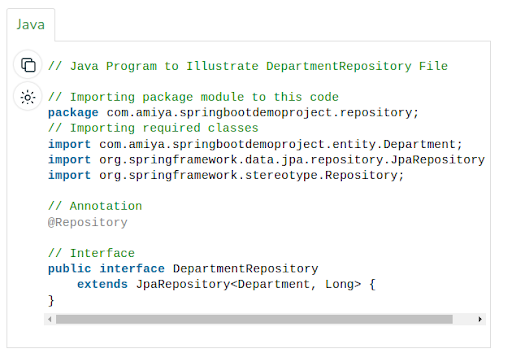 Java
// Java Program to Illustrate DepartmentRepository File
// Importing package module to this code
package com.amiya.springbootdemoproject.repository;
// Importing required classes
import com.amiya.springbootdemoproject.entity.Department;
import org.springframework.data.jpa.repository.JpaRepository
import org.springframework.stereotype.Repository;
// Annotation
@Repository
// Interface
public interface DepartmentRepository
    extends JpaRepository<Department, Long> {
}